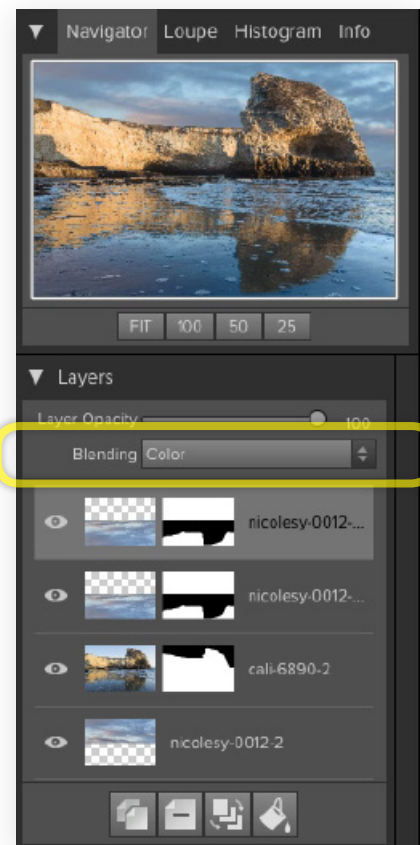 Navigator Loupe Histogram Info
FIT 100 50 25
Layers
Layer Opacity 100
Blending Color
nicolesy-0012-...
nicolesy-0012-...
cali-6890-2
nicolesy-0012-2